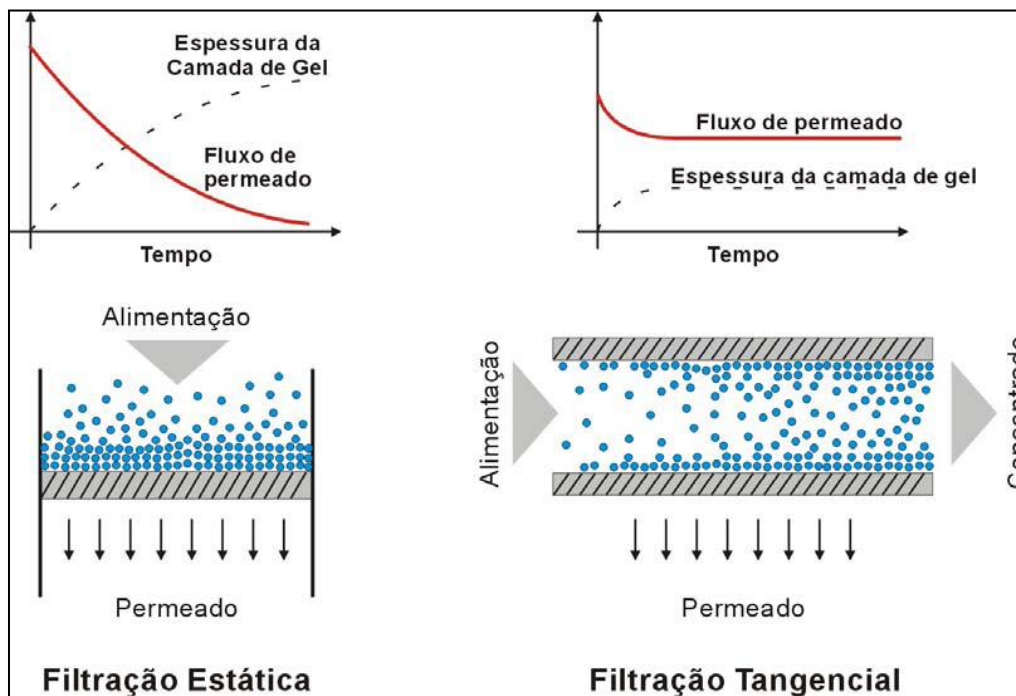 Espessura da
Camada de Gel
Fluxo de
permeado
Tempo
Fluxo de permeado
Espessura da camada de gel
Tempo
Alimentação
Permeado
Filtração Estática
Alimentação
Concentrado
Permeado
Filtração Tangencial